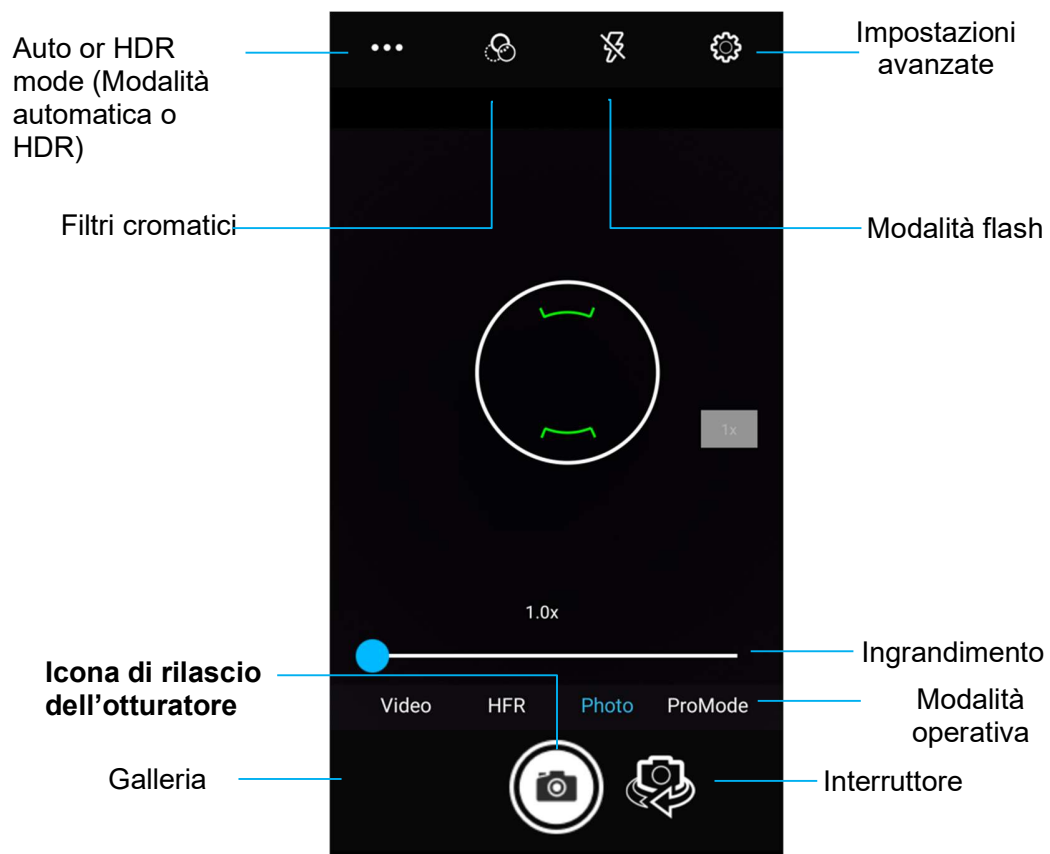 Auto or HDR
mode (Modalità
automatica o
HDR)
Impostazioni
avanzate
Filtri cromatici
Modalità flash
1x
1.0x
Ingrandimento
Icona di rilascio
dell’otturatore
Video HFR Photo ProMode
Modalità
operativa
Galleria
Interruttore